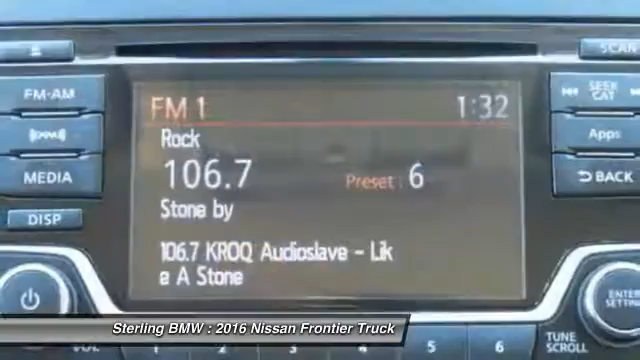 SCAN
FM-AM
FM 1
1:32
SEEK
CAT
Rock
Apps
106.7
Preset : 6
MEDIA
BACK
Stone by
DISP
106.7 KROQ Audioslave - Lik
e A Stone
ENTER
SETTING
Sterling BMW : 2016 Nissan Frontier Truck
VOL
1
2
3
4
5
6
TUNE
SCROLL